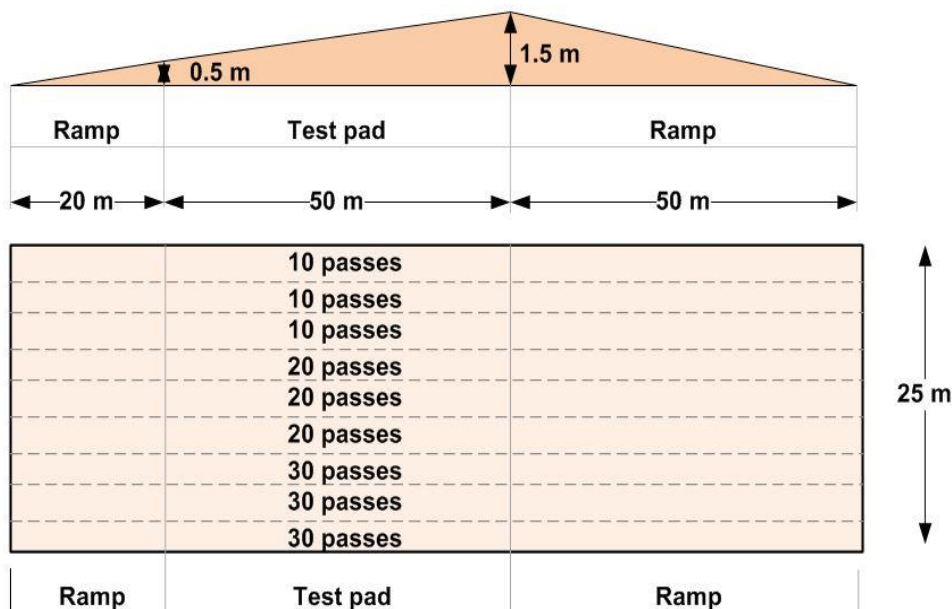 0.5 m
1.5 m
Ramp Test pad Ramp
20 m 50 m 50 m
10 passes
10 passes
10 passes
20 passes
20 passes
25 m
20 passes
30 passes
30 passes
30 passes
Ramp Test pad Ramp